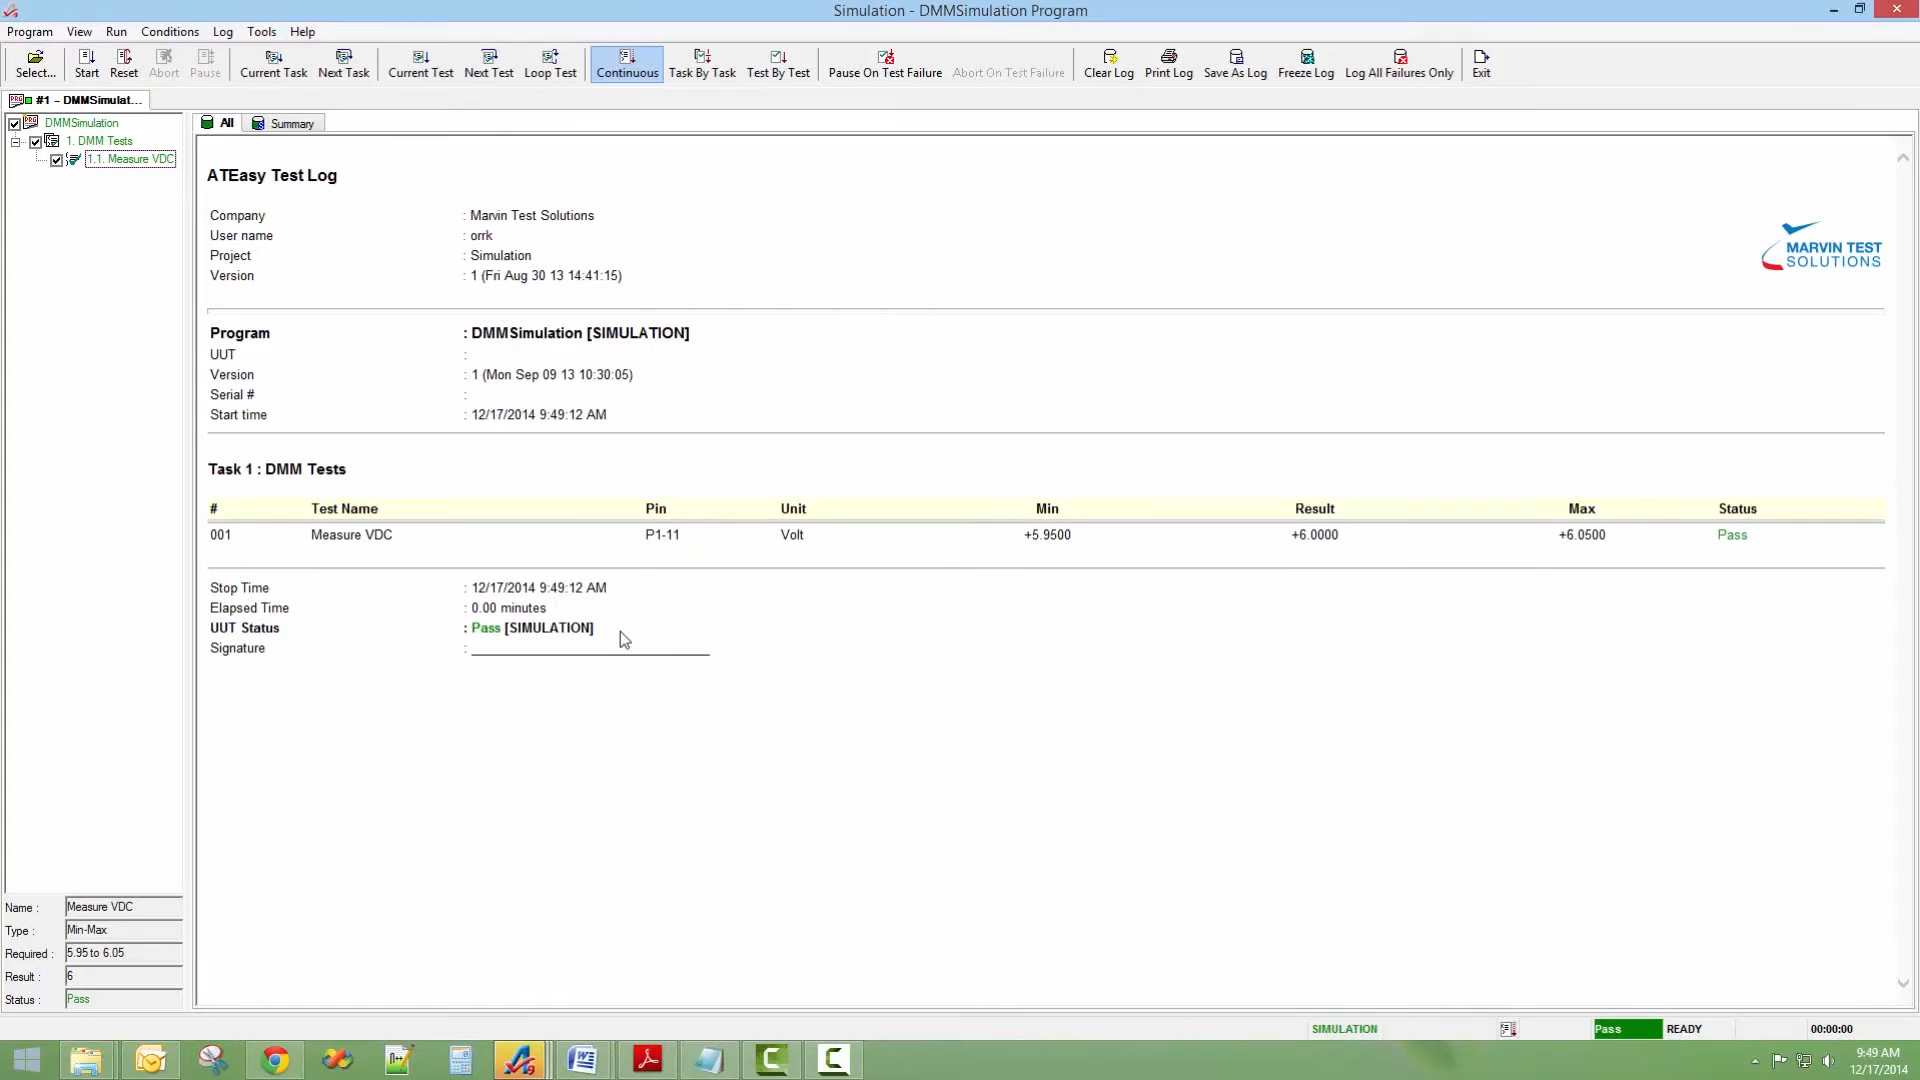 Simulation - DMMSimulation Program
Program View Run Conditions Log Tools Help
Select... Start Reset Abort Pause Current Task Next Task Current Test Next Test Loop Test Continuous Task By Task Test By Test Pause On Test Failure Abort On Test Failure Clear Log Print Log Save As Log Freeze Log Log All Failures Only Exit
#1 - DMMSimulat...
DMMSimulation
1. DMM Tests
1.1. Measure VDC
All Summary
ATEasy Test Log
Company : Marvin Test Solutions
User name : orrk
Project : Simulation
Version : 1 (Fri Aug 30 13 14:41:15)
MARVIN TEST
SOLUTIONS
Program : DMMSimulation [SIMULATION]
UUT :
Version : 1 (Mon Sep 09 13 10:30:05)
Serial # :
Start time : 12/17/2014 9:49:12 AM
Task 1 : DMM Tests
# Test Name Pin Unit Min Result Max Status
001 Measure VDC P1-11 Volt +5.9500 +6.0000 +6.0500 Pass
Stop Time : 12/17/2014 9:49:12 AM
Elapsed Time : 0.00 minutes
UUT Status : Pass [SIMULATION]
Signature :
Name : Measure VDC
Type : Min-Max
Required : 5.95 to 6.05
Result : 6
Status : Pass
SIMULATION Pass READY 00:00:00
9:49 AM
12/17/2014